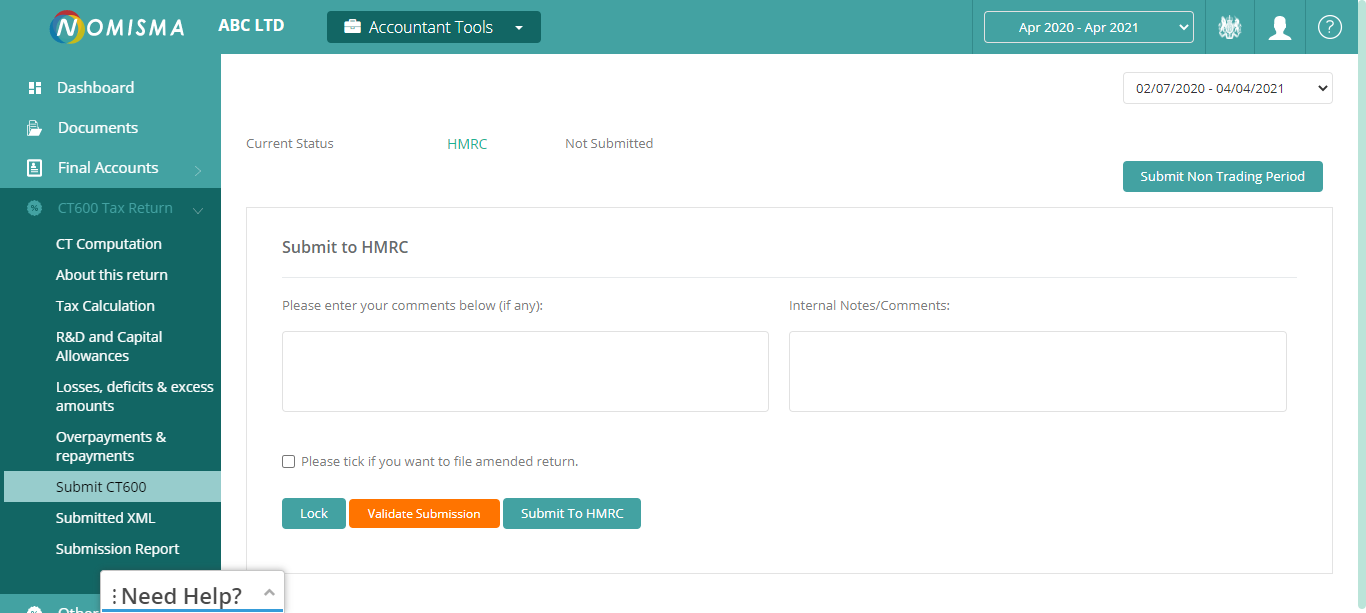 NOMISMA
ABC LTD
Accountant Tools
Apr 2020 - Apr 2021
?
Dashboard
Documents
Final Accounts
CT600 Tax Return
CT Computation
About this return
Tax Calculation
R&D and Capital
Allowances
Losses, deficits & excess
amounts
Overpayments &
repayments
Submit CT600
Submitted XML
Submission Report
Other
Need Help?
02/07/2020 - 04/04/2021
Current Status
HMRC
Not Submitted
Submit Non Trading Period
Submit to HMRC
Please enter your comments below (if any):
Internal Notes/Comments:
Please tick if you want to file amended return.
Lock
Validate Submission
Submit To HMRC